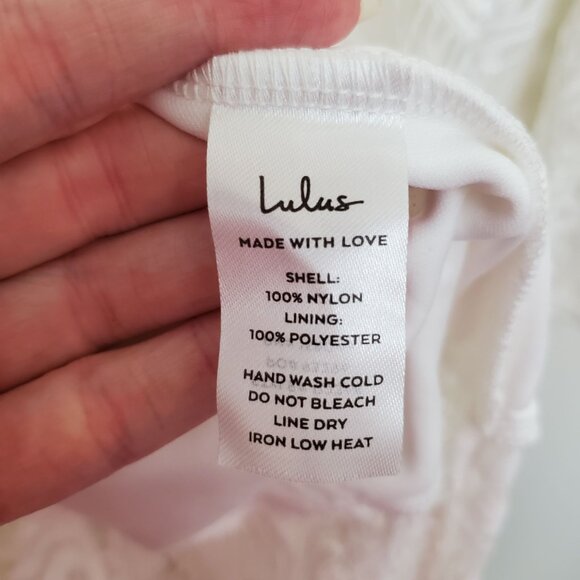 Lulus
MADE WITH LOVE
SHELL:
100% NYLON
LINING:
100% POLYESTER
HAND WASH COLD
DO NOT BLEACH
LINE DRY
IRON LOW HEAT